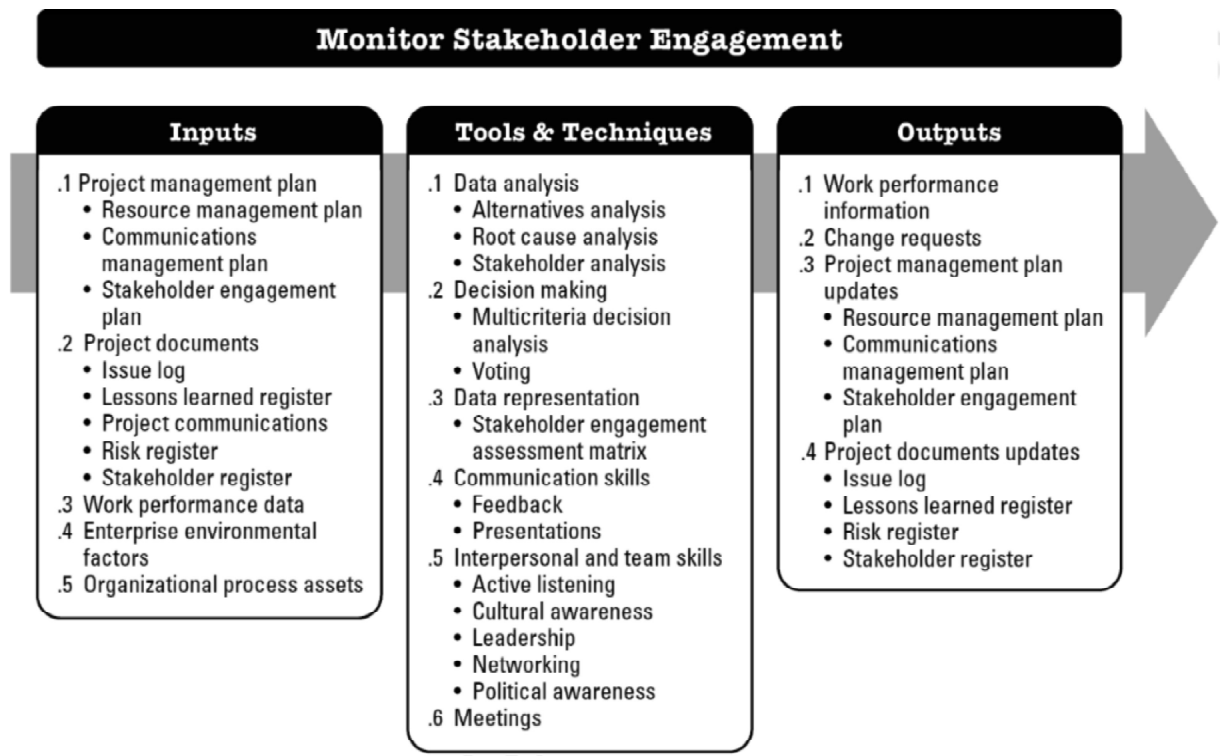 Monitor Stakeholder Engagement
Inputs
.1 Project management plan
• Resource management plan
• Communications
management plan
• Stakeholder engagement
plan
.2 Project documents
• Issue log
• Lessons learned register
• Project communications
• Risk register
• Stakeholder register
.3 Work performance data
.4 Enterprise environmental
factors
.5 Organizational process assets
Tools & Techniques
.1 Data analysis
• Alternatives analysis
• Root cause analysis
• Stakeholder analysis
.2 Decision making
• Multicriteria decision
analysis
• Voting
.3 Data representation
• Stakeholder engagement
assessment matrix
.4 Communication skills
• Feedback
• Presentations
.5 Interpersonal and team skills
• Active listening
• Cultural awareness
• Leadership
• Networking
• Political awareness
.6 Meetings
Outputs
.1 Work performance
information
.2 Change requests
.3 Project management plan
updates
• Resource management plan
• Communications
management plan
• Stakeholder engagement
plan
.4 Project documents updates
• Issue log
• Lessons learned register
• Risk register
• Stakeholder register